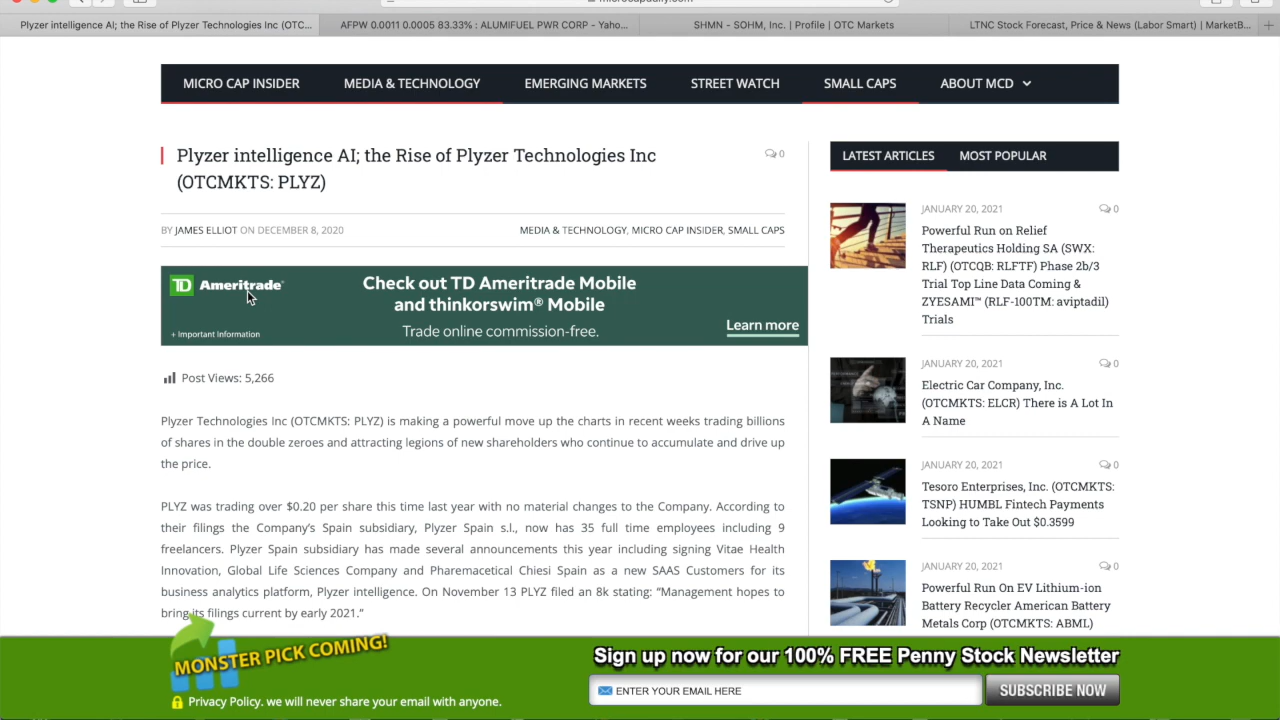 Plyzer intelligence AI; the Rise of Plyzer Technologies Inc (OTC...
AFPW 0.0011 0.0005 83.33% : ALUMIFUEL PWR CORP - Yaho...
SHMN - SOHM, Inc. | Profile | OTC Markets
LTNC Stock Forecast, Price & News (Labor Smart) | MarketB...
MICRO CAP INSIDER
MEDIA & TECHNOLOGY
EMERGING MARKETS
STREET WATCH
SMALL CAPS
ABOUT MCD
Plyzer intelligence AI; the Rise of Plyzer Technologies Inc
(OTCMKTS: PLYZ)
0
BY JAMES ELLIOT ON DECEMBER 8, 2020
MEDIA & TECHNOLOGY, MICRO CAP INSIDER, SMALL CAPS
TD Ameritrade
Check out TD Ameritrade Mobile
and thinkorswim® Mobile
Trade online commission-free.
+ Important Information
Learn more
Post Views: 5,266
Plyzer Technologies Inc (OTCMKTS: PLYZ) is making a powerful move up the charts in recent weeks trading billions
of shares in the double zeroes and attracting legions of new shareholders who continue to accumulate and drive up
the price.
PLYZ was trading over $0.20 per share this time last year with no material changes to the Company. According to
their filings the Company's Spain subsidiary, Plyzer Spain s.l., now has 35 full time employees including 9
freelancers. Plyzer Spain subsidiary has made several announcements this year including signing Vitae Health
Innovation, Global Life Sciences Company and Pharemacetical Chiesi Spain as a new SAAS Customers for its
business analytics platform, Plyzer intelligence. On November 13 PLYZ filed an 8k stating: “Management hopes to
bring its filings current by early 2021.”
LATEST ARTICLES
MOST POPULAR
JANUARY 20, 2021
0
Powerful Run on Relief
Therapeutics Holding SA (SWX:
RLF) (OTCQB: RLFTF) Phase 2b/3
Trial Top Line Data Coming &
ZYESAMI™ (RLF-100TM: aviptadil)
Trials
JANUARY 20, 2021
0
Electric Car Company, Inc.
(OTCMKTS: ELCR) There is A Lot In
A Name
JANUARY 20, 2021
0
Tesoro Enterprises, Inc. (OTCMKTS:
TSNP) HUMBL Fintech Payments
Looking to Take Out $0.3599
JANUARY 20, 2021
0
Powerful Run On EV Lithium-ion
Battery Recycler American Battery
Metals Corp (OTCMKTS: ABML)
MONSTER PICK COMING!
Privacy Policy. we will never share your email with anyone.
Sign up now for our 100% FREE Penny Stock Newsletter
ENTER YOUR EMAIL HERE
SUBSCRIBE NOW